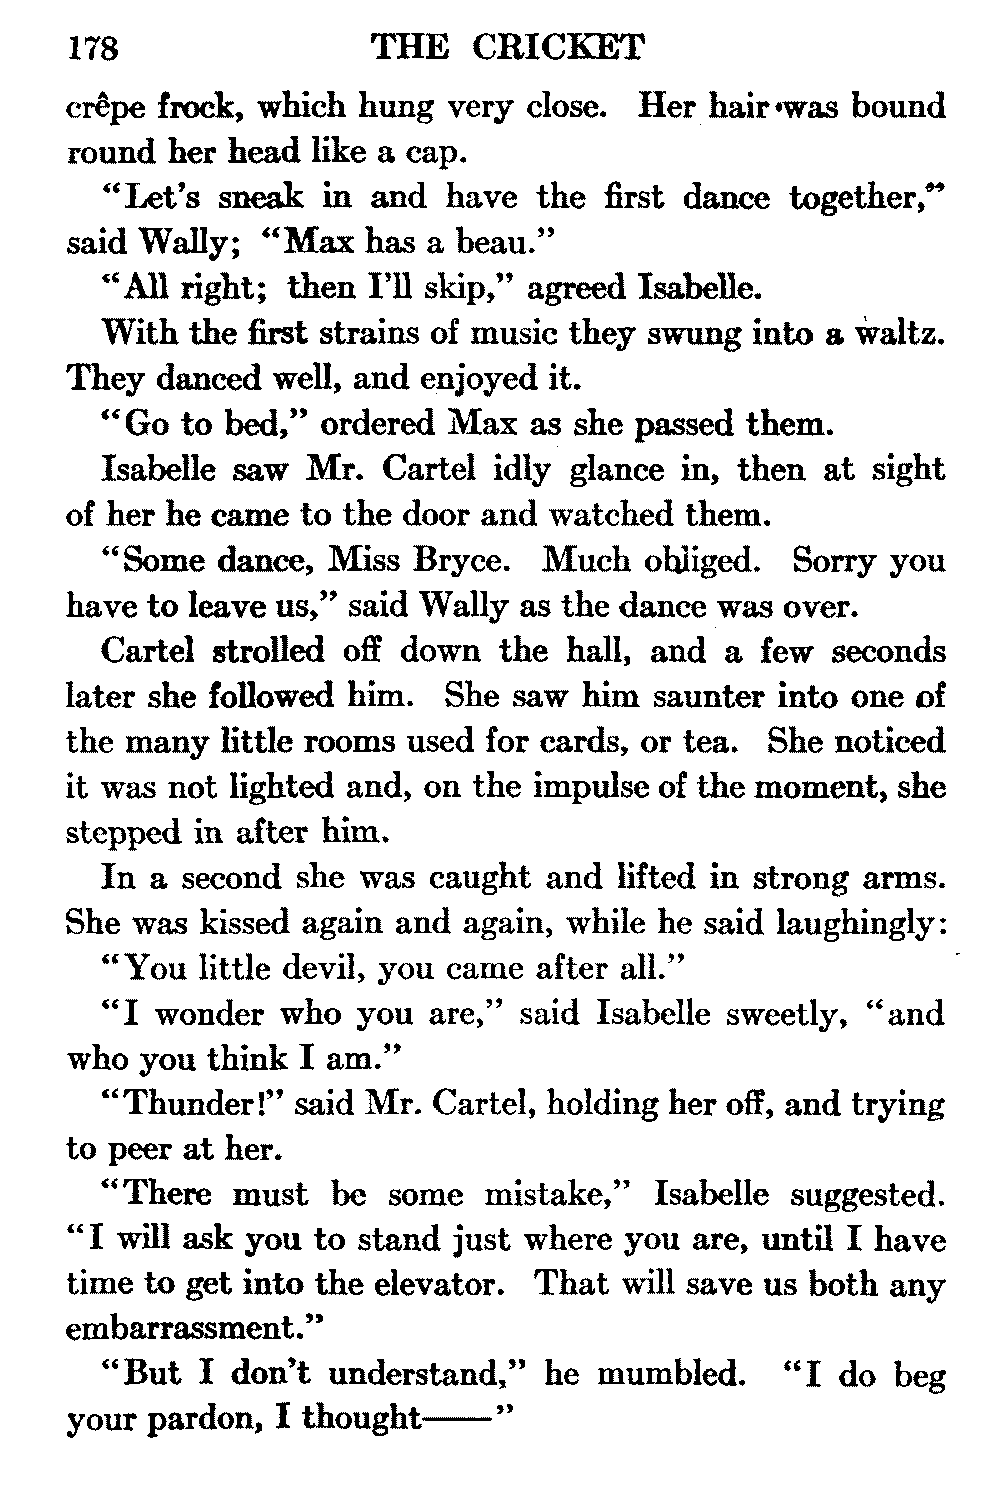 178 THE CRICKET
crêpe frock, which hung very close. Her hair was bound
round her head like a cap.
"Let's sneak in and have the first dance together,"
said Wally; "Max has a beau."
"All right; then I'll skip," agreed Isabelle.
With the first strains of music they swung into a waltz.
They danced well, and enjoyed it.
"Go to bed," ordered Max as she passed them.
Isabelle saw Mr. Cartel idly glance in, then at sight
of her he came to the door and watched them.
"Some dance, Miss Bryce. Much obliged. Sorry you
have to leave us," said Wally as the dance was over.
Cartel strolled off down the hall, and a few seconds
later she followed him. She saw him saunter into one of
the many little rooms used for cards, or tea. She noticed
it was not lighted and, on the impulse of the moment, she
stepped in after him.
In a second she was caught and lifted in strong arms.
She was kissed again and again, while he said laughingly:
"You little devil, you came after all."
"I wonder who you are," said Isabelle sweetly, "and
who you think I am."
"Thunder!" said Mr. Cartel, holding her off, and trying
to peer at her.
"There must be some mistake," Isabelle suggested.
"I will ask you to stand just where you are, until I have
time to get into the elevator. That will save us both any
embarrassment."
"But I don't understand," he mumbled. "I do beg
your pardon, I thought——"